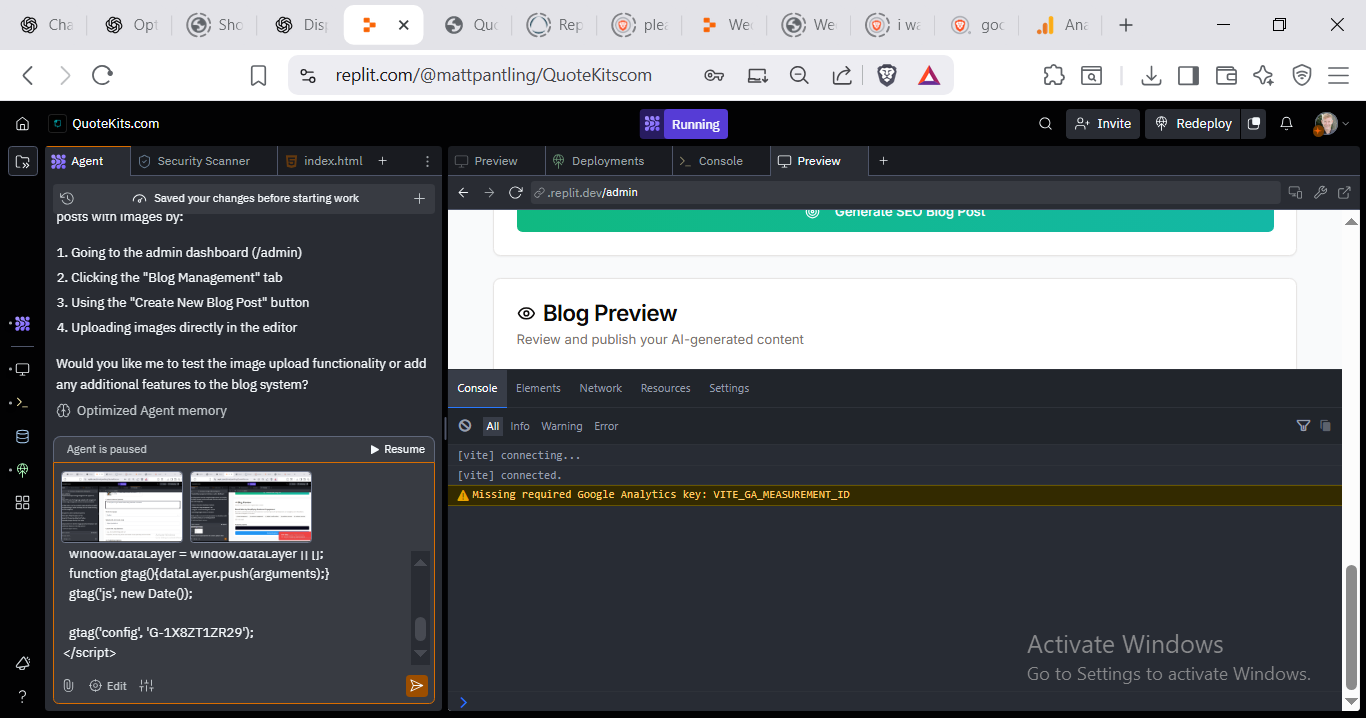 Cha
Opt
Sho
Disp
Quo
Rep
plea
Wee
Wee
i wa
goo
Ana
replit.com/@mattpantling/QuoteKitscom
QuoteKits.com
Running
Invite
Redeploy
Agent
Security Scanner
index.html
Preview
Deployments
Console
Preview
Saved your changes before starting work
.replit.dev/admin
posts with images by:
1. Going to the admin dashboard (/admin)
2. Clicking the "Blog Management" tab
3. Using the "Create New Blog Post" button
4. Uploading images directly in the editor
Would you like me to test the image upload functionality or add
any additional features to the blog system?
Optimized Agent memory
Agent is paused
Resume
window.dataLayer = window.dataLayer || [];
function gtag(){dataLayer.push(arguments);}
gtag('js', new Date());
gtag('config', 'G-1X8ZT1ZR29');
</script>
Edit
Generate SEO Blog Post
Blog Preview
Review and publish your AI-generated content
Console
Elements
Network
Resources
Settings
All
Info
Warning
Error
[vite] connecting...
[vite] connected.
Missing required Google Analytics key: VITE_GA_MEASUREMENT_ID
Activate Windows
Go to Settings to activate Windows.